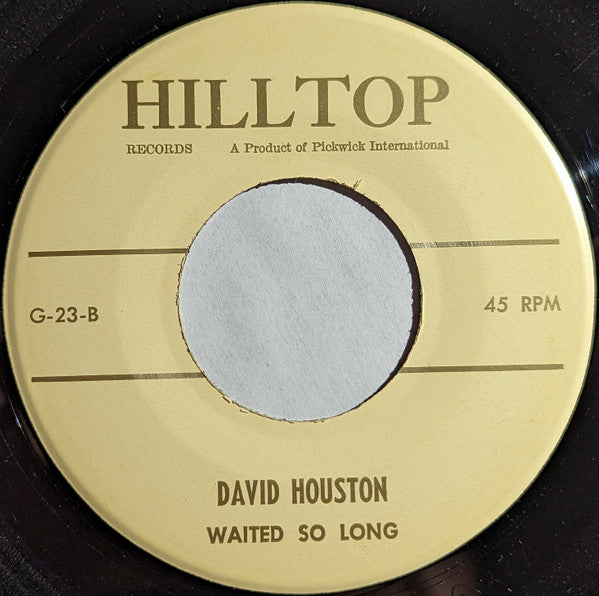 HILLTOP
RECORDS A Product of Pickwick International
G-23-B 45 RPM
DAVID HOUSTON
WAITED SO LONG